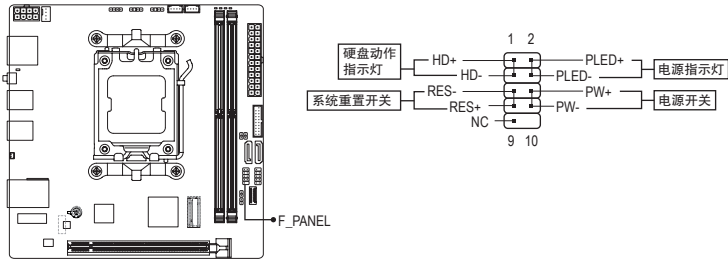 1 2
硬盘动作
指示灯
HD+
HD-
PLED+
PLED-
电源指示灯
系统重置开关
RES-
RES+
PW+
PW-
电源开关
NC
9 10
F_PANEL